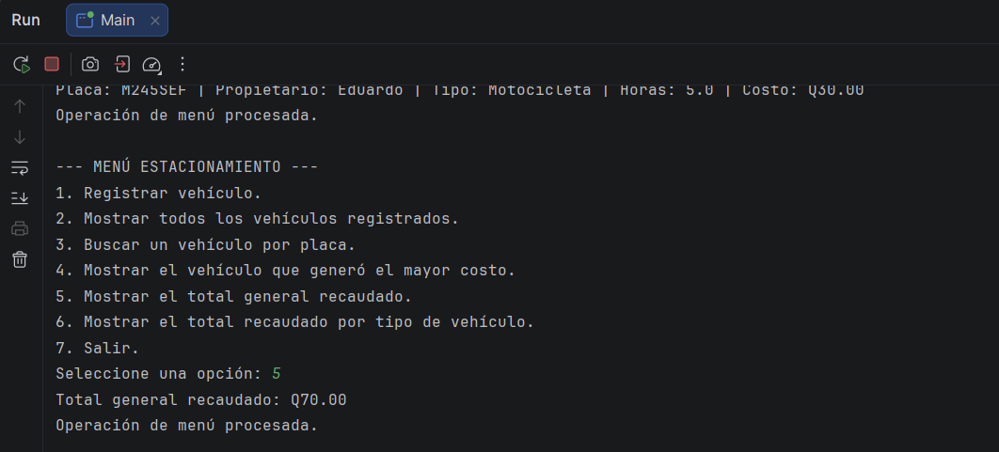 Run Main
Placa: M245SEF | Propietario: Eduardo | Tipo: Motocicleta | Horas: 5.0 | Costo: Q30.00
Operación de menú procesada.
--- MENÚ ESTACIONAMIENTO ---
1. Registrar vehículo.
2. Mostrar todos los vehículos registrados.
3. Buscar un vehículo por placa.
4. Mostrar el vehículo que generó el mayor costo.
5. Mostrar el total general recaudado.
6. Mostrar el total recaudado por tipo de vehículo.
7. Salir.
Seleccione una opción: 5
Total general recaudado: Q70.00
Operación de menú procesada.